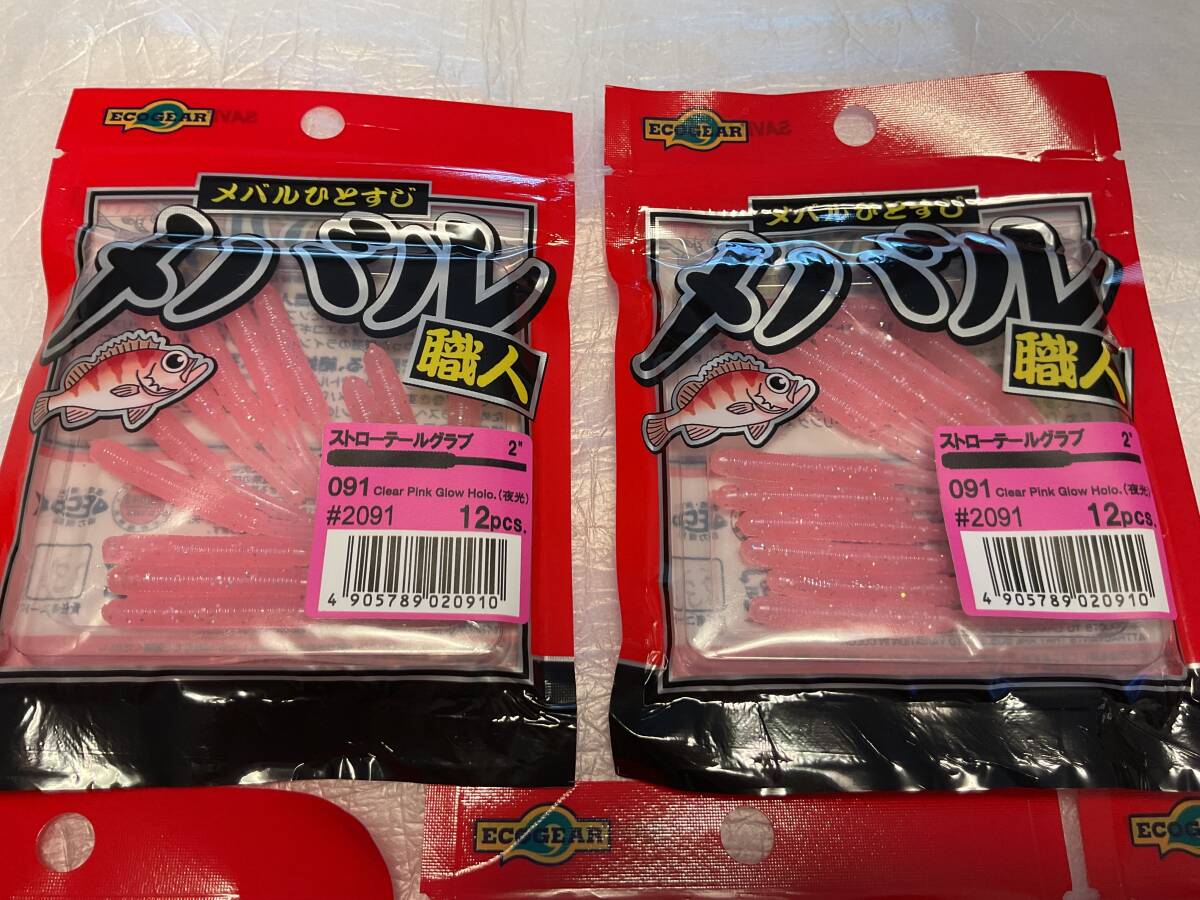 ECOGEAR
メバルひとすじ
メバル
職人
ストローテールグラブ 2"
091 Clear Pink Glow Holo.(夜光)
#2091 12pcs.
4 905789 020910
ECOGEAR
メバルひとすじ
メバル
職人
ストローテールグラブ 2"
091 Clear Pink Glow Holo.(夜光)
#2091 12pcs.
4 905789 020910
ECOGEAR
ECOGEAR